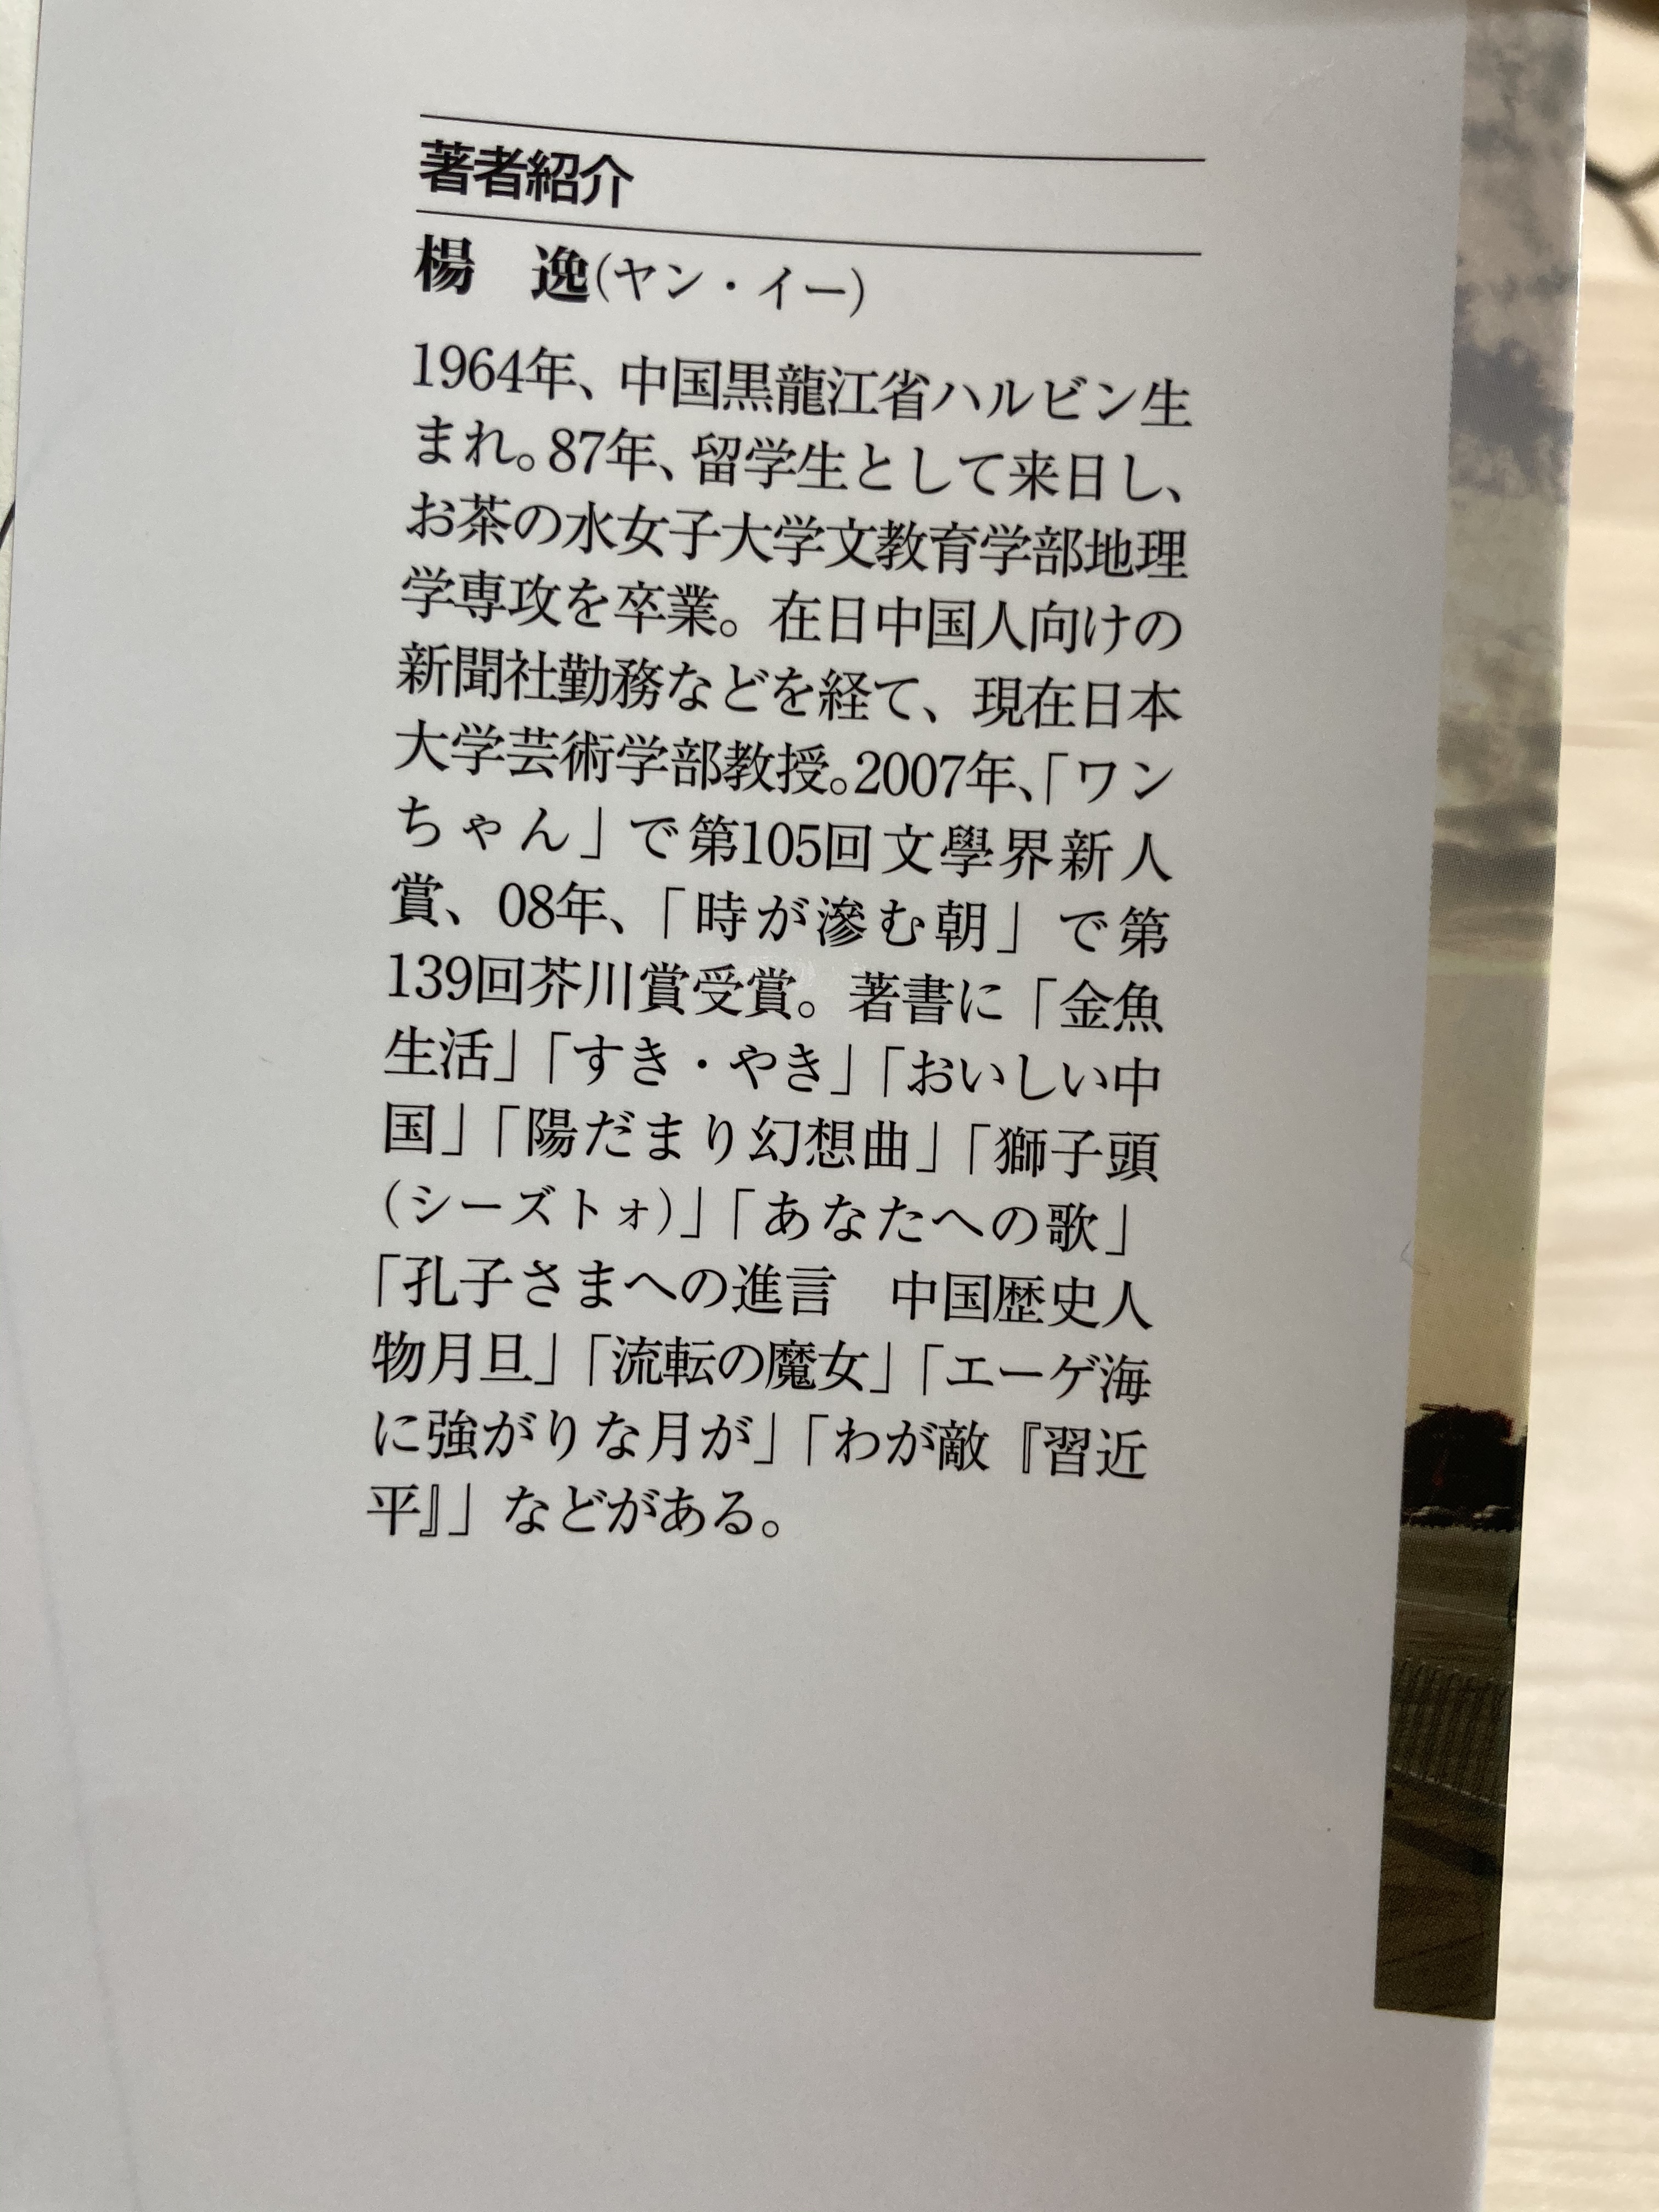 著者紹介
楊　逸(ヤン・イー)
1964年、中国黒龍江省ハルビン生
まれ。87年、留学生として来日し、
お茶の水女子大学文教育学部地理
学専攻を卒業。在日中国人向けの
新聞社勤務などを経て、現在日本
大学芸術学部教授。2007年、「ワン
ちゃん」で第105回文學界新人
賞、08年、「時が滲む朝」で第
139回芥川賞受賞。著書に「金魚
生活」「すき・やき」「おいしい中
国」「陽だまり幻想曲」「獅子頭
(シーズトォ)」「あなたへの歌」
「孔子さまへの進言　中国歴史人
物月旦」「流転の魔女」「エーゲ海
に強がりな月が」「わが敵『習近
平』」などがある。